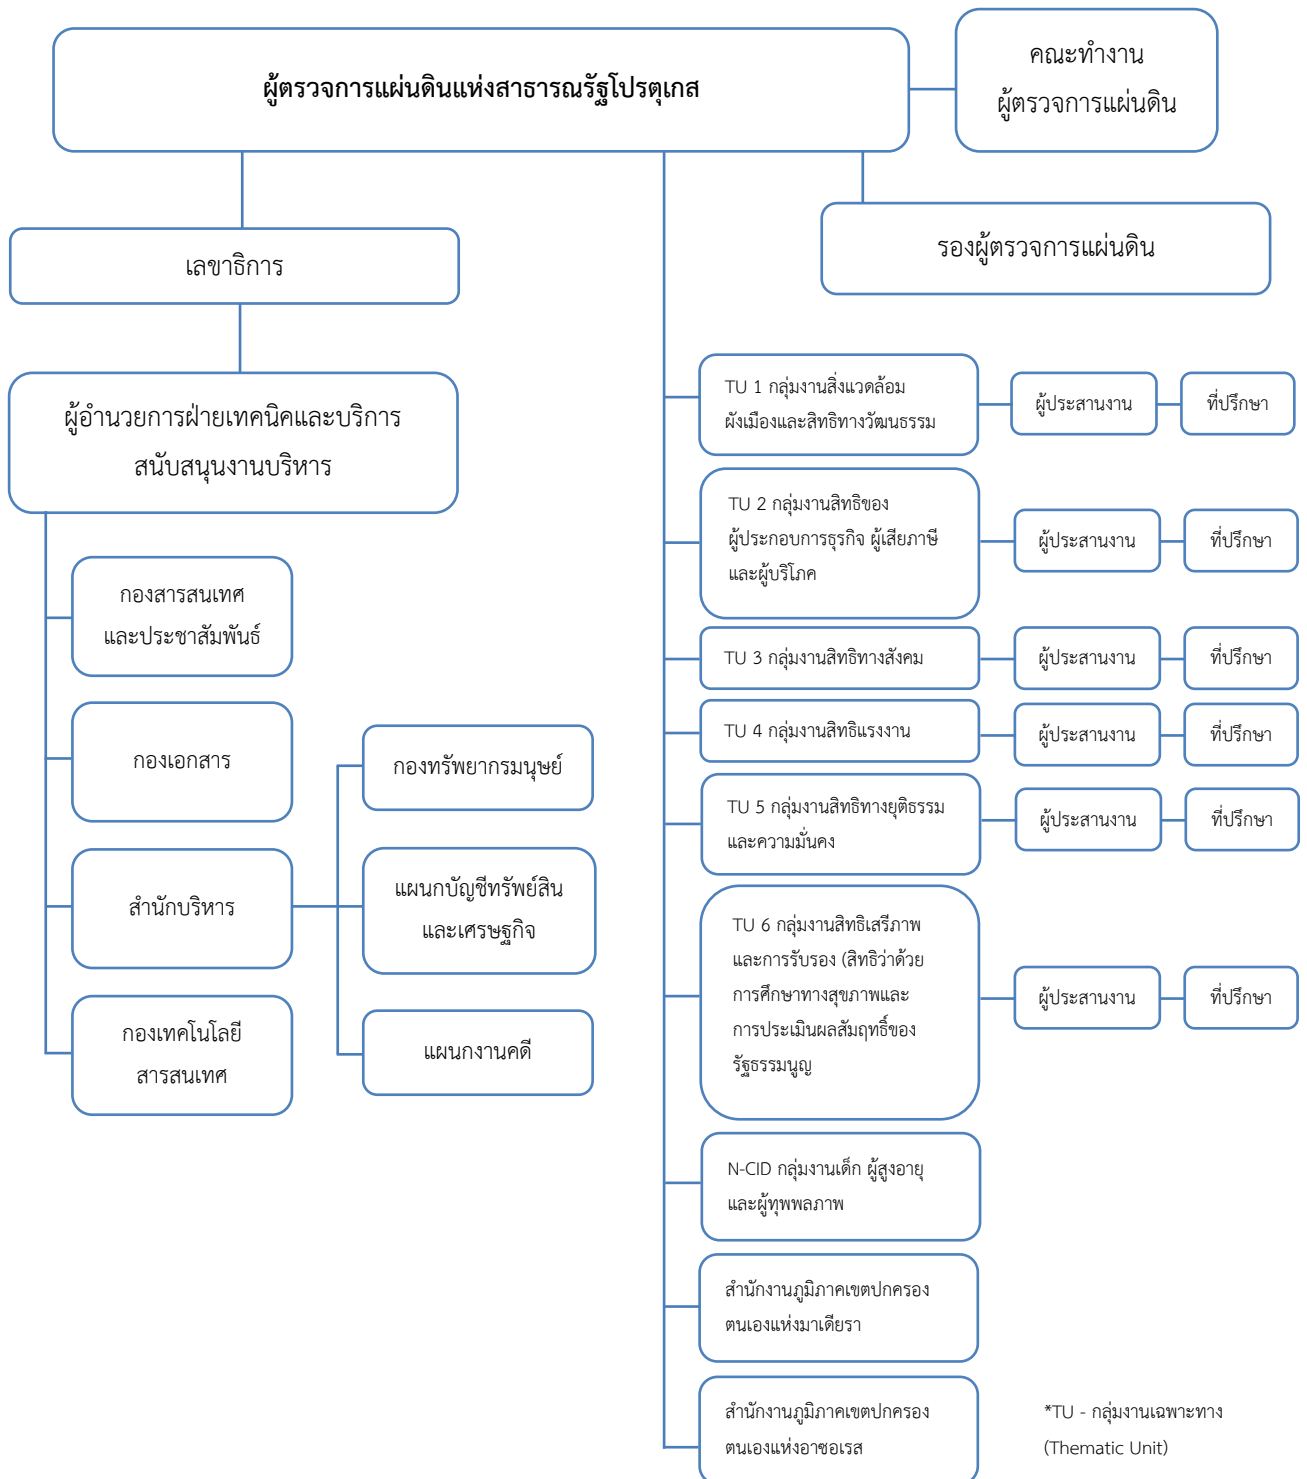 ผู้ตรวจการแผ่นดินแห่งสาธารณรัฐโปรตุเกส
คณะทำงาน
ผู้ตรวจการแผ่นดิน
รองผู้ตรวจการแผ่นดิน
เลขาธิการ
ผู้อำนวยการฝ่ายเทคนิคและบริการ
สนับสนุนงานบริหาร
กองสารสนเทศ
และประชาสัมพันธ์
กองเอกสาร
สำนักบริหาร
กองเทคโนโลยี
สารสนเทศ
กองทรัพยากรมนุษย์
แผนกบัญชีทรัพย์สิน
และเศรษฐกิจ
แผนกงานคดี
TU 1 กลุ่มงานสิ่งแวดล้อม
ผังเมืองและสิทธิทางวัฒนธรรม
ผู้ประสานงาน
ที่ปรึกษา
TU 2 กลุ่มงานสิทธิของ
ผู้ประกอบการธุรกิจ ผู้เสียภาษี
และผู้บริโภค
ผู้ประสานงาน
ที่ปรึกษา
TU 3 กลุ่มงานสิทธิทางสังคม
ผู้ประสานงาน
ที่ปรึกษา
TU 4 กลุ่มงานสิทธิแรงงาน
ผู้ประสานงาน
ที่ปรึกษา
TU 5 กลุ่มงานสิทธิทางยุติธรรม
และความมั่นคง
ผู้ประสานงาน
ที่ปรึกษา
TU 6 กลุ่มงานสิทธิเสรีภาพ
และการรับรอง (สิทธิว่าด้วย
การศึกษาทางสุขภาพและ
การประเมินผลสัมฤทธิ์ของ
รัฐธรรมนูญ
ผู้ประสานงาน
ที่ปรึกษา
N-CID กลุ่มงานเด็ก ผู้สูงอายุ
และผู้ทุพพลภาพ
สำนักงานภูมิภาคเขตปกครอง
ตนเองแห่งมาเดียรา
สำนักงานภูมิภาคเขตปกครอง
ตนเองแห่งอาซอเรส
*TU - กลุ่มงานเฉพาะทาง
(Thematic Unit)